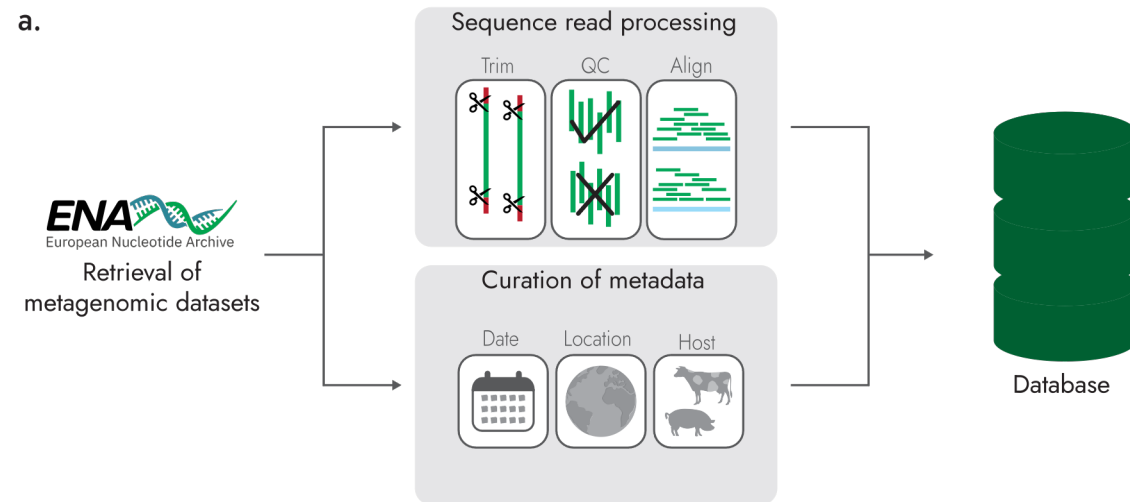 a.
Sequence read processing
Trim
QC
Align
ENA
European Nucleotide Archive
Retrieval of
metagenomic datasets
Curation of metadata
Date
Location
Host
Database